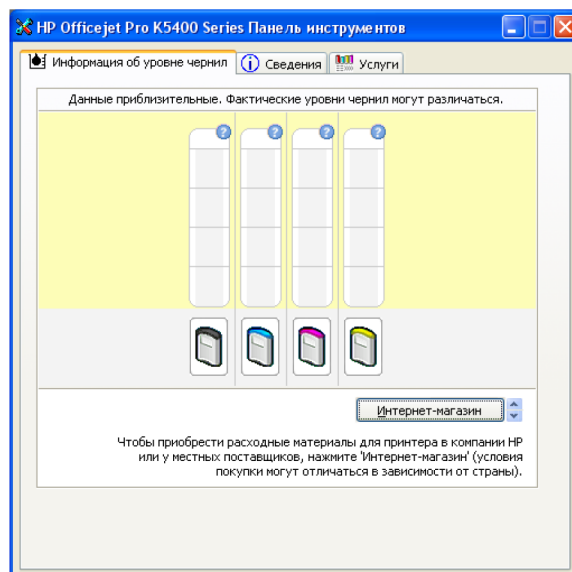 HP Officejet Pro K5400 Series Панель инструментов
Информация об уровне чернил
Сведения
Услуги
Данные приблизительные. Фактические уровни чернил могут различаться.
? ? ? ?
Интернет-магазин
Чтобы приобрести расходные материалы для принтера в компании HP
или у местных поставщиков, нажмите 'Интернет-магазин' (условия
покупки могут отличаться в зависимости от страны).